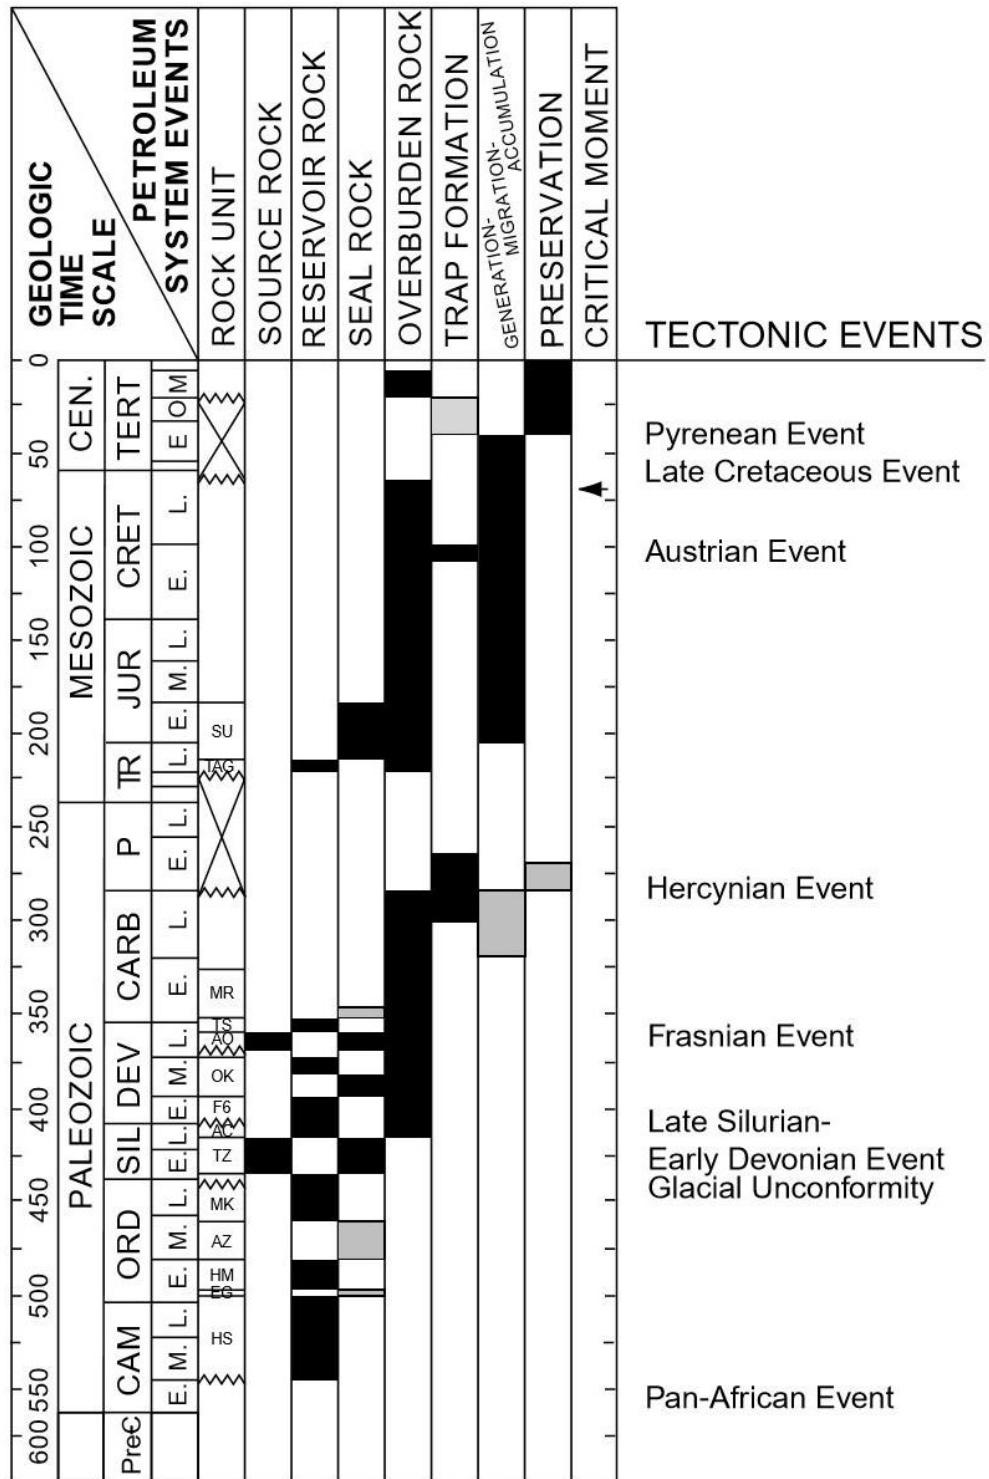 GEOLOGIC
TIME
SCALE
PETROLEUM
SYSTEM EVENTS
ROCK UNIT
SOURCE ROCK
RESERVOIR ROCK
SEAL ROCK
OVERBURDEN ROCK
TRAP FORMATION
GENERATION-
MIGRATION-
ACCUMULATION
PRESERVATION
CRITICAL MOMENT
TECTONIC EVENTS
0
50
100
150
200
250
300
350
400
450
500
550
600
CEN.
MESOZOIC
PALEOZOIC
TERT
CRET
JUR
TR
P
CARB
DEV
SIL
ORD
CAM
PreЄ
M
O
E
L.
E.
L.
M.
E.
L.
L.
E.
L.
E.
L.
M.
E.
L.
E.
L.
M.
E.
L.
M.
E.
SU
TAG
MR
TS
AO
OK
F6
AC
TZ
MK
AZ
HM
EG
HS
Pyrenean Event
Late Cretaceous Event
Austrian Event
Hercynian Event
Frasnian Event
Late Silurian-
Early Devonian Event
Glacial Unconformity
Pan-African Event